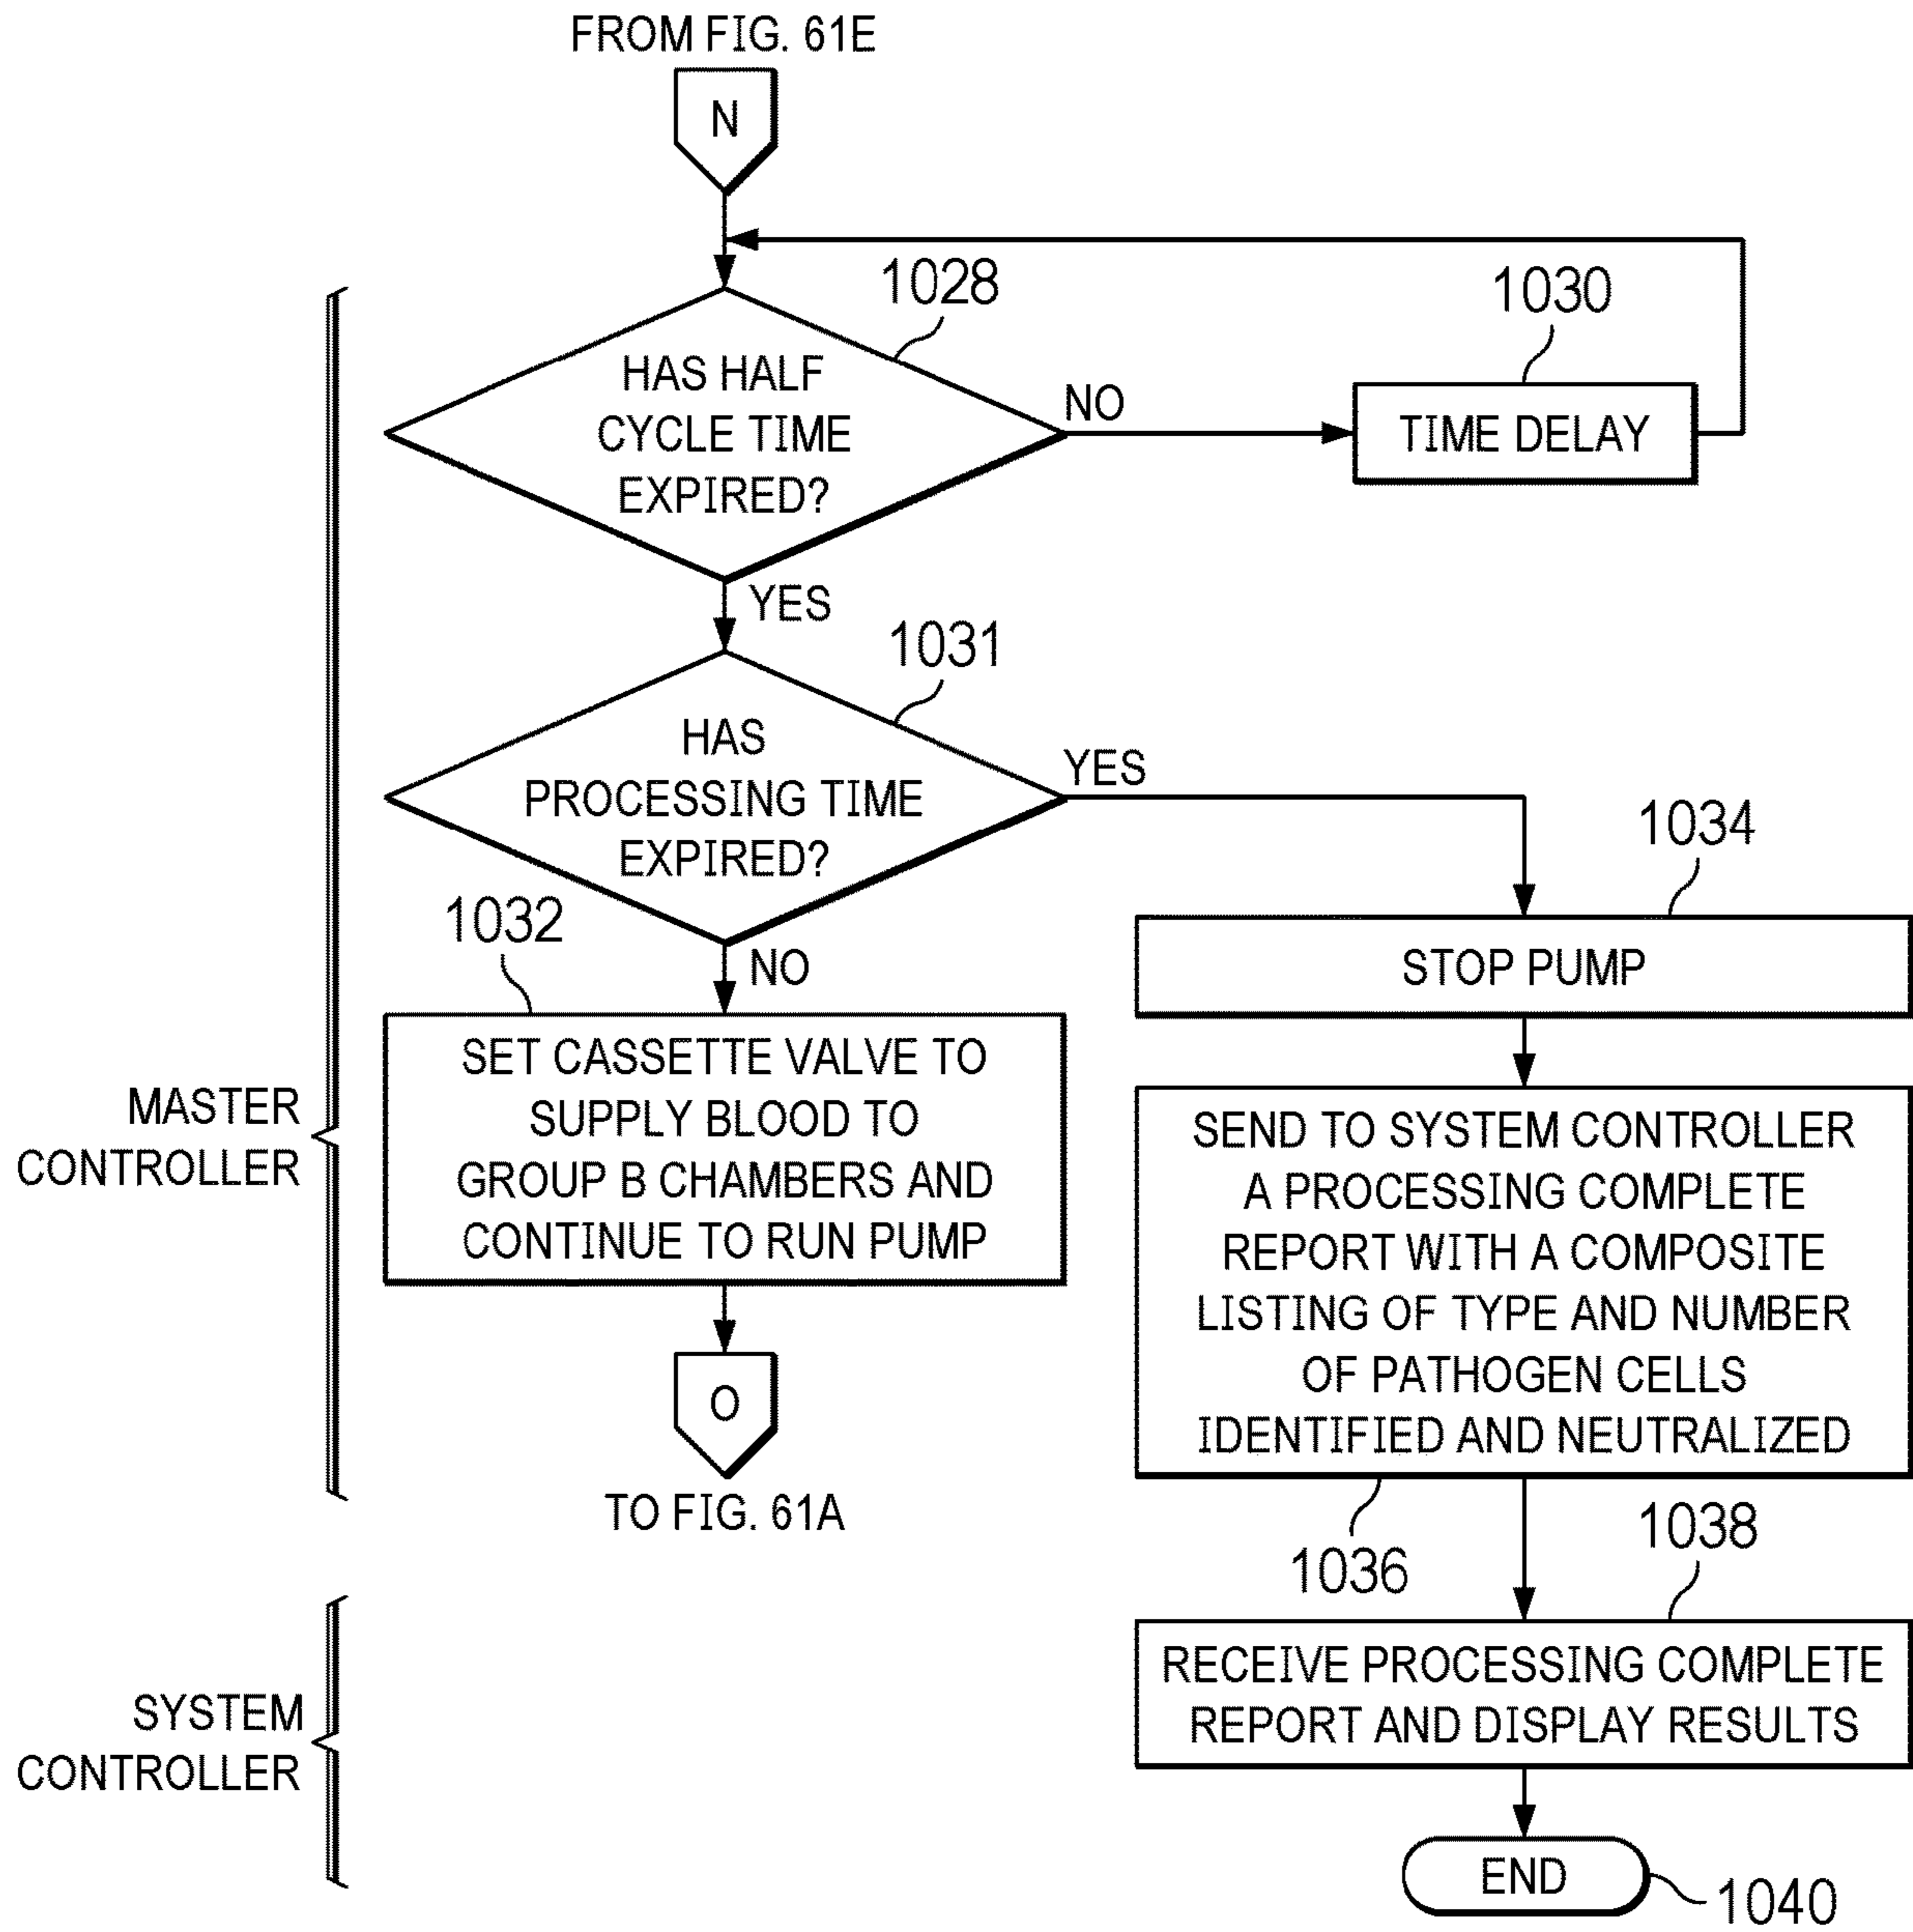 FROM FIG. 61E
N
1028
1030
HAS HALF
CYCLE TIME
EXPIRED?
NO
TIME DELAY
YES
1031
HAS
PROCESSING TIME
EXPIRED?
YES
1034
1032
NO
STOP PUMP
SET CASSETTE VALVE TO
SUPPLY BLOOD TO
GROUP B CHAMBERS AND
CONTINUE TO RUN PUMP
MASTER
CONTROLLER
SEND TO SYSTEM CONTROLLER
A PROCESSING COMPLETE
REPORT WITH A COMPOSITE
LISTING OF TYPE AND NUMBER
OF PATHOGEN CELLS
IDENTIFIED AND NEUTRALIZED
O
TO FIG. 61A
1036
1038
RECEIVE PROCESSING COMPLETE
REPORT AND DISPLAY RESULTS
SYSTEM
CONTROLLER
END
1040